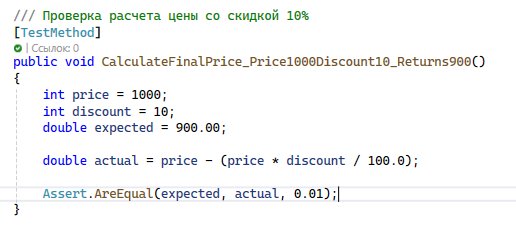 /// Проверка расчета цены со скидкой 10%
[TestMethod]
| Ссылок: 0
public void CalculateFinalPrice_Price1000Discount10_Returns900()
{
int price = 1000;
int discount = 10;
double expected = 900.00;
double actual = price - (price * discount / 100.0);
Assert.AreEqual(expected, actual, 0.01);
}